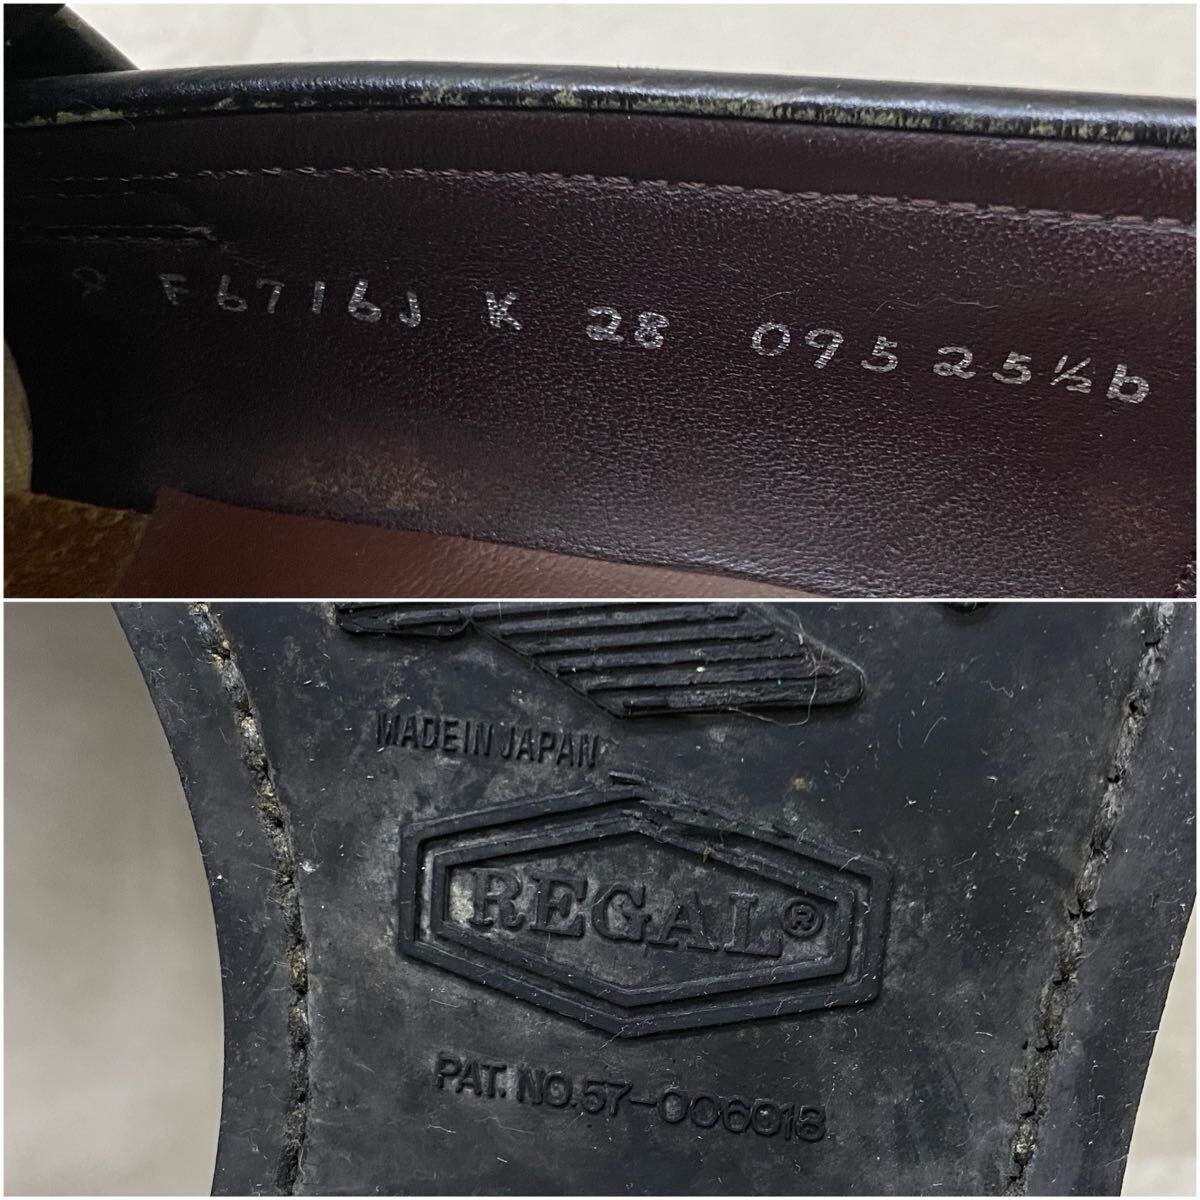 F6716J K 28 095 25½b
MADE IN JAPAN
REGAL®
PAT. NO. 57-006018